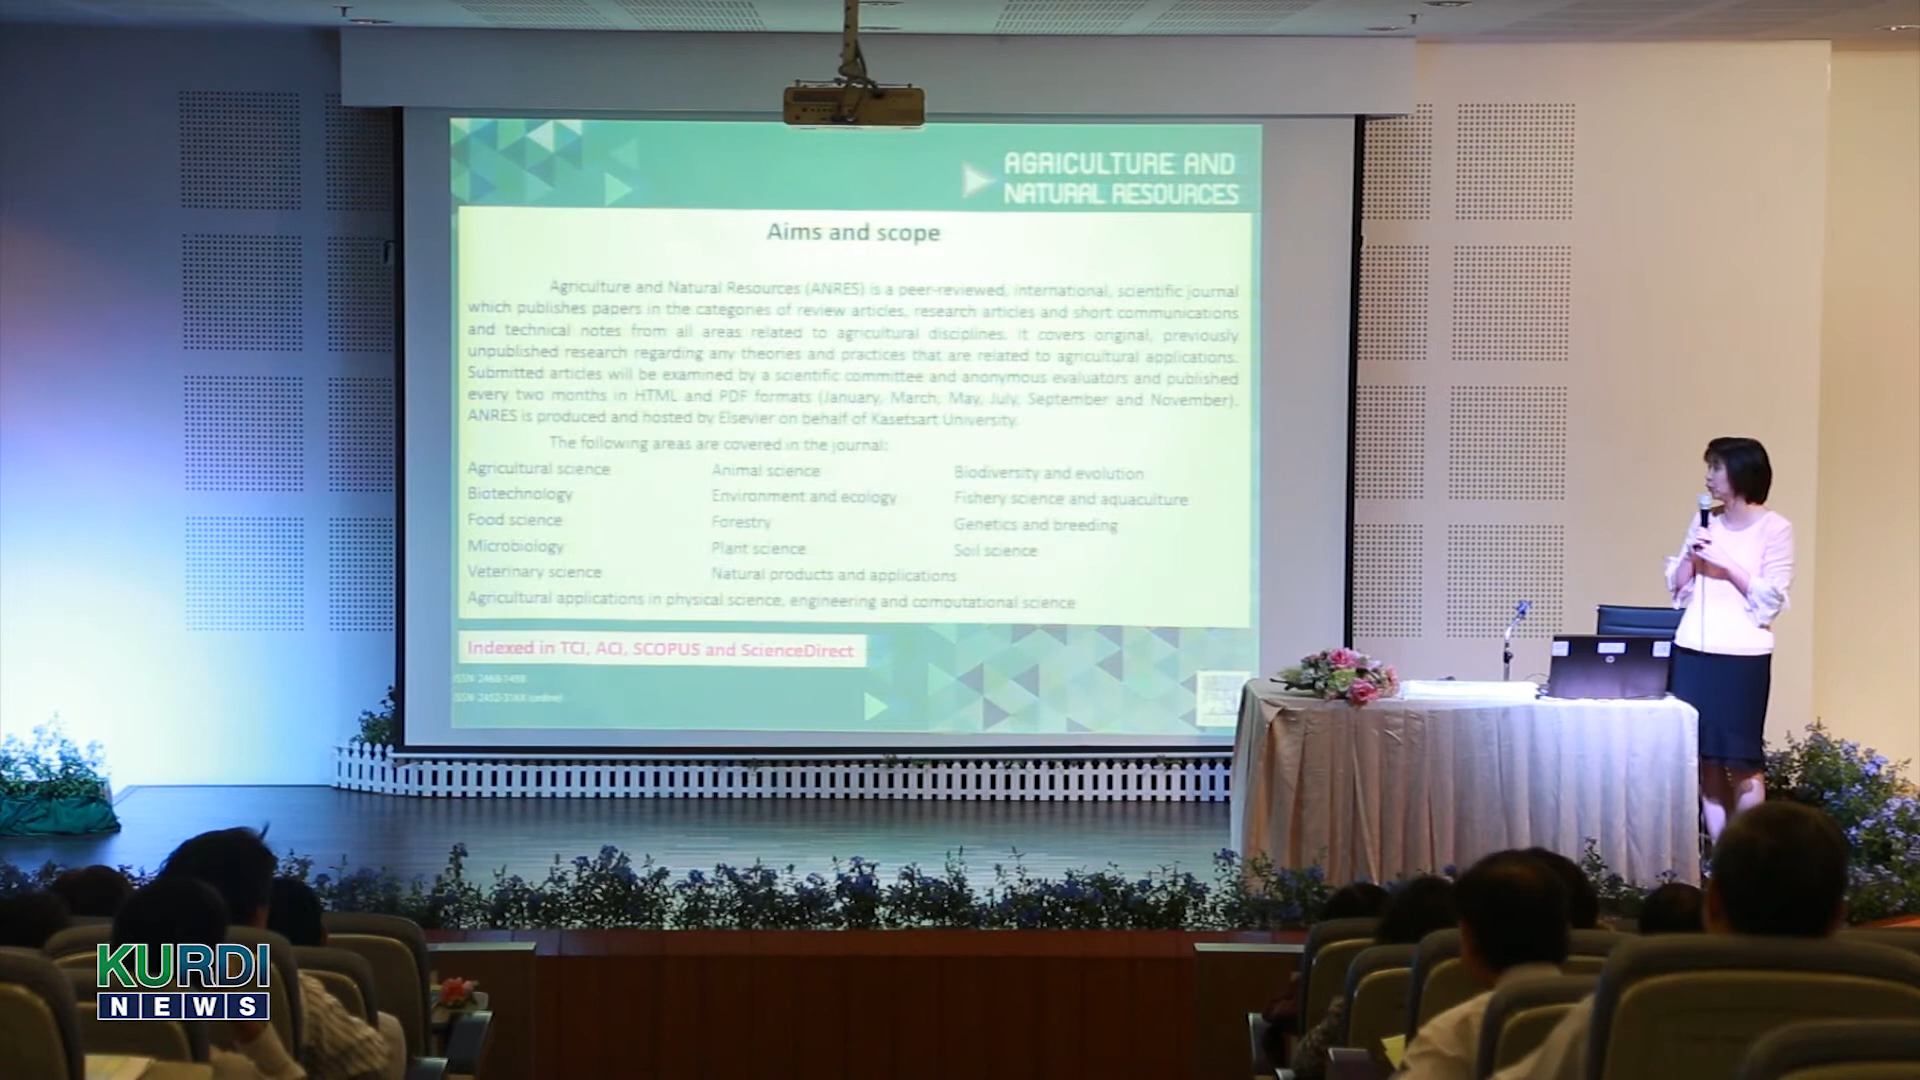 AGRICULTURE AND
NATURAL RESOURCES
Aims and scope
Agriculture and Natural Resources (ANRES) is a peer-reviewed, international, scientific journal
which publishes papers in the categories of review articles, research articles and short communications
and technical notes from all areas related to agricultural disciplines. It covers original, previously
unpublished research regarding any theories and practices that are related to agricultural applications.
Submitted articles will be examined by a scientific committee and anonymous evaluators and published
every two months in HTML and PDF formats (January, March, May, July, September and November).
ANRES is produced and hosted by Elsevier on behalf of Kasetsart University.
The following areas are covered in the journal:
Agricultural science Animal science Biodiversity and evolution
Biotechnology Environment and ecology Fishery science and aquaculture
Food science Forestry Genetics and breeding
Microbiology Plant science Soil science
Veterinary science Natural products and applications
Agricultural applications in physical science, engineering and computational science
Indexed in TCI, ACI, SCOPUS and ScienceDirect
ISSN 2468-1458
ISSN 2452-316X (online)
KURDI
NEWS